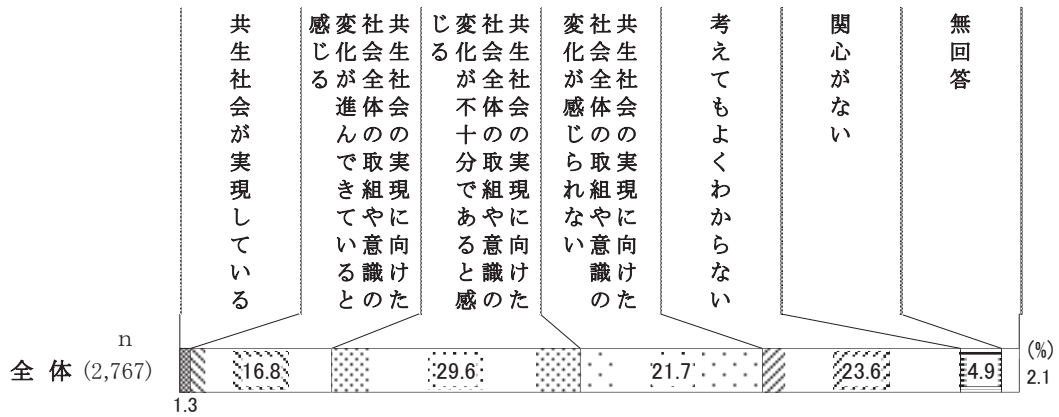 共生社会が実現している
共生社会の実現に向けた
社会全体の取組や意識の
変化が進んできていると
感じる
共生社会の実現に向けた
社会全体の取組や意識の
変化が不十分であると感
じる
共生社会の実現に向けた
社会全体の取組や意識の
変化が感じられない
考えてもよくわからない
関心がない
無回答
n
全 体 (2,767)
1.3
16.8
29.6
21.7
23.6
4.9
(%)
2.1